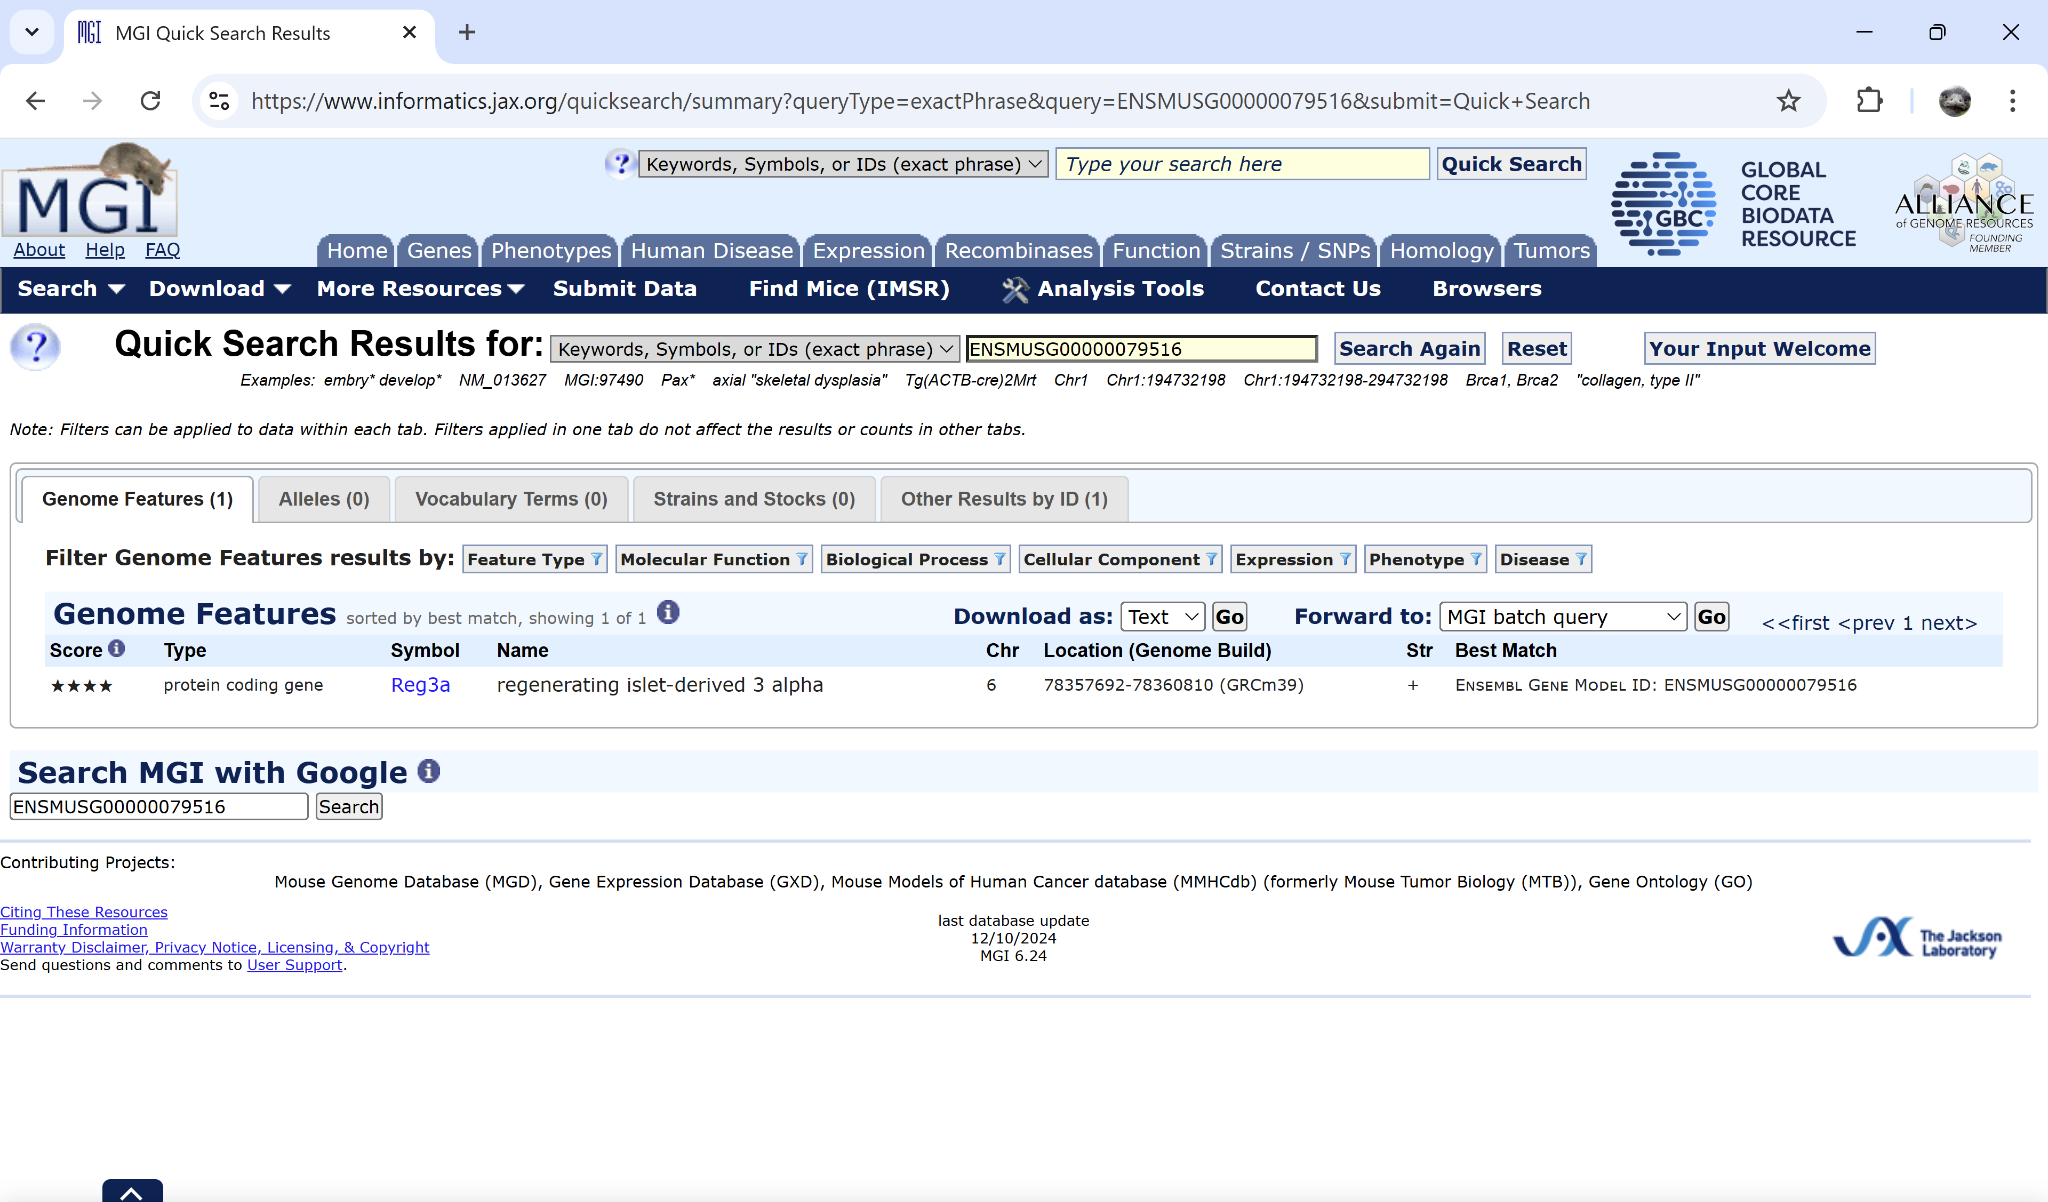 MGI Quick Search Results
https://www.informatics.jax.org/quicksearch/summary?queryType=exactPhrase&query=ENSMUSG00000079516&submit=Quick+Search
MGI
Keywords, Symbols, or IDs (exact phrase) Type your search here Quick Search
GBC
GLOBAL
CORE
BIODATA
RESOURCE
ALLIANCE
of GENOME RESOURCES
FOUNDING
MEMBER
About Help FAQ
Home Genes Phenotypes Human Disease Expression Recombinases Function Strains / SNPs Homology Tumors
Search Download More Resources Submit Data Find Mice (IMSR) Analysis Tools Contact Us Browsers
? Quick Search Results for: Keywords, Symbols, or IDs (exact phrase) ENSMUSG00000079516 Search Again Reset Your Input Welcome
Examples: embry* develop* NM_013627 MGI:97490 Pax* axial "skeletal dysplasia" Tg(ACTB-cre)2Mrt Chr1 Chr1:194732198 Chr1:194732198-294732198 Brca1, Brca2 "collagen, type II"
Note: Filters can be applied to data within each tab. Filters applied in one tab do not affect the results or counts in other tabs.
Genome Features (1) Alleles (0) Vocabulary Terms (0) Strains and Stocks (0) Other Results by ID (1)
Filter Genome Features results by: Feature Type Molecular Function Biological Process Cellular Component Expression Phenotype Disease
Genome Features sorted by best match, showing 1 of 1 Download as: Text Go Forward to: MGI batch query Go <<first <prev 1 next>
Score Type Symbol Name Chr Location (Genome Build) Str Best Match
★★★★ protein coding gene Reg3a regenerating islet-derived 3 alpha 6 78357692-78360810 (GRCm39) + Ensembl Gene Model ID: ENSMUSG00000079516
Search MGI with Google
ENSMUSG00000079516 Search
Contributing Projects:
Mouse Genome Database (MGD), Gene Expression Database (GXD), Mouse Models of Human Cancer database (MMHCdb) (formerly Mouse Tumor Biology (MTB)), Gene Ontology (GO)
Citing These Resources
Funding Information
Warranty Disclaimer, Privacy Notice, Licensing, & Copyright
Send questions and comments to User Support.
last database update
12/10/2024
MGI 6.24
The Jackson
Laboratory